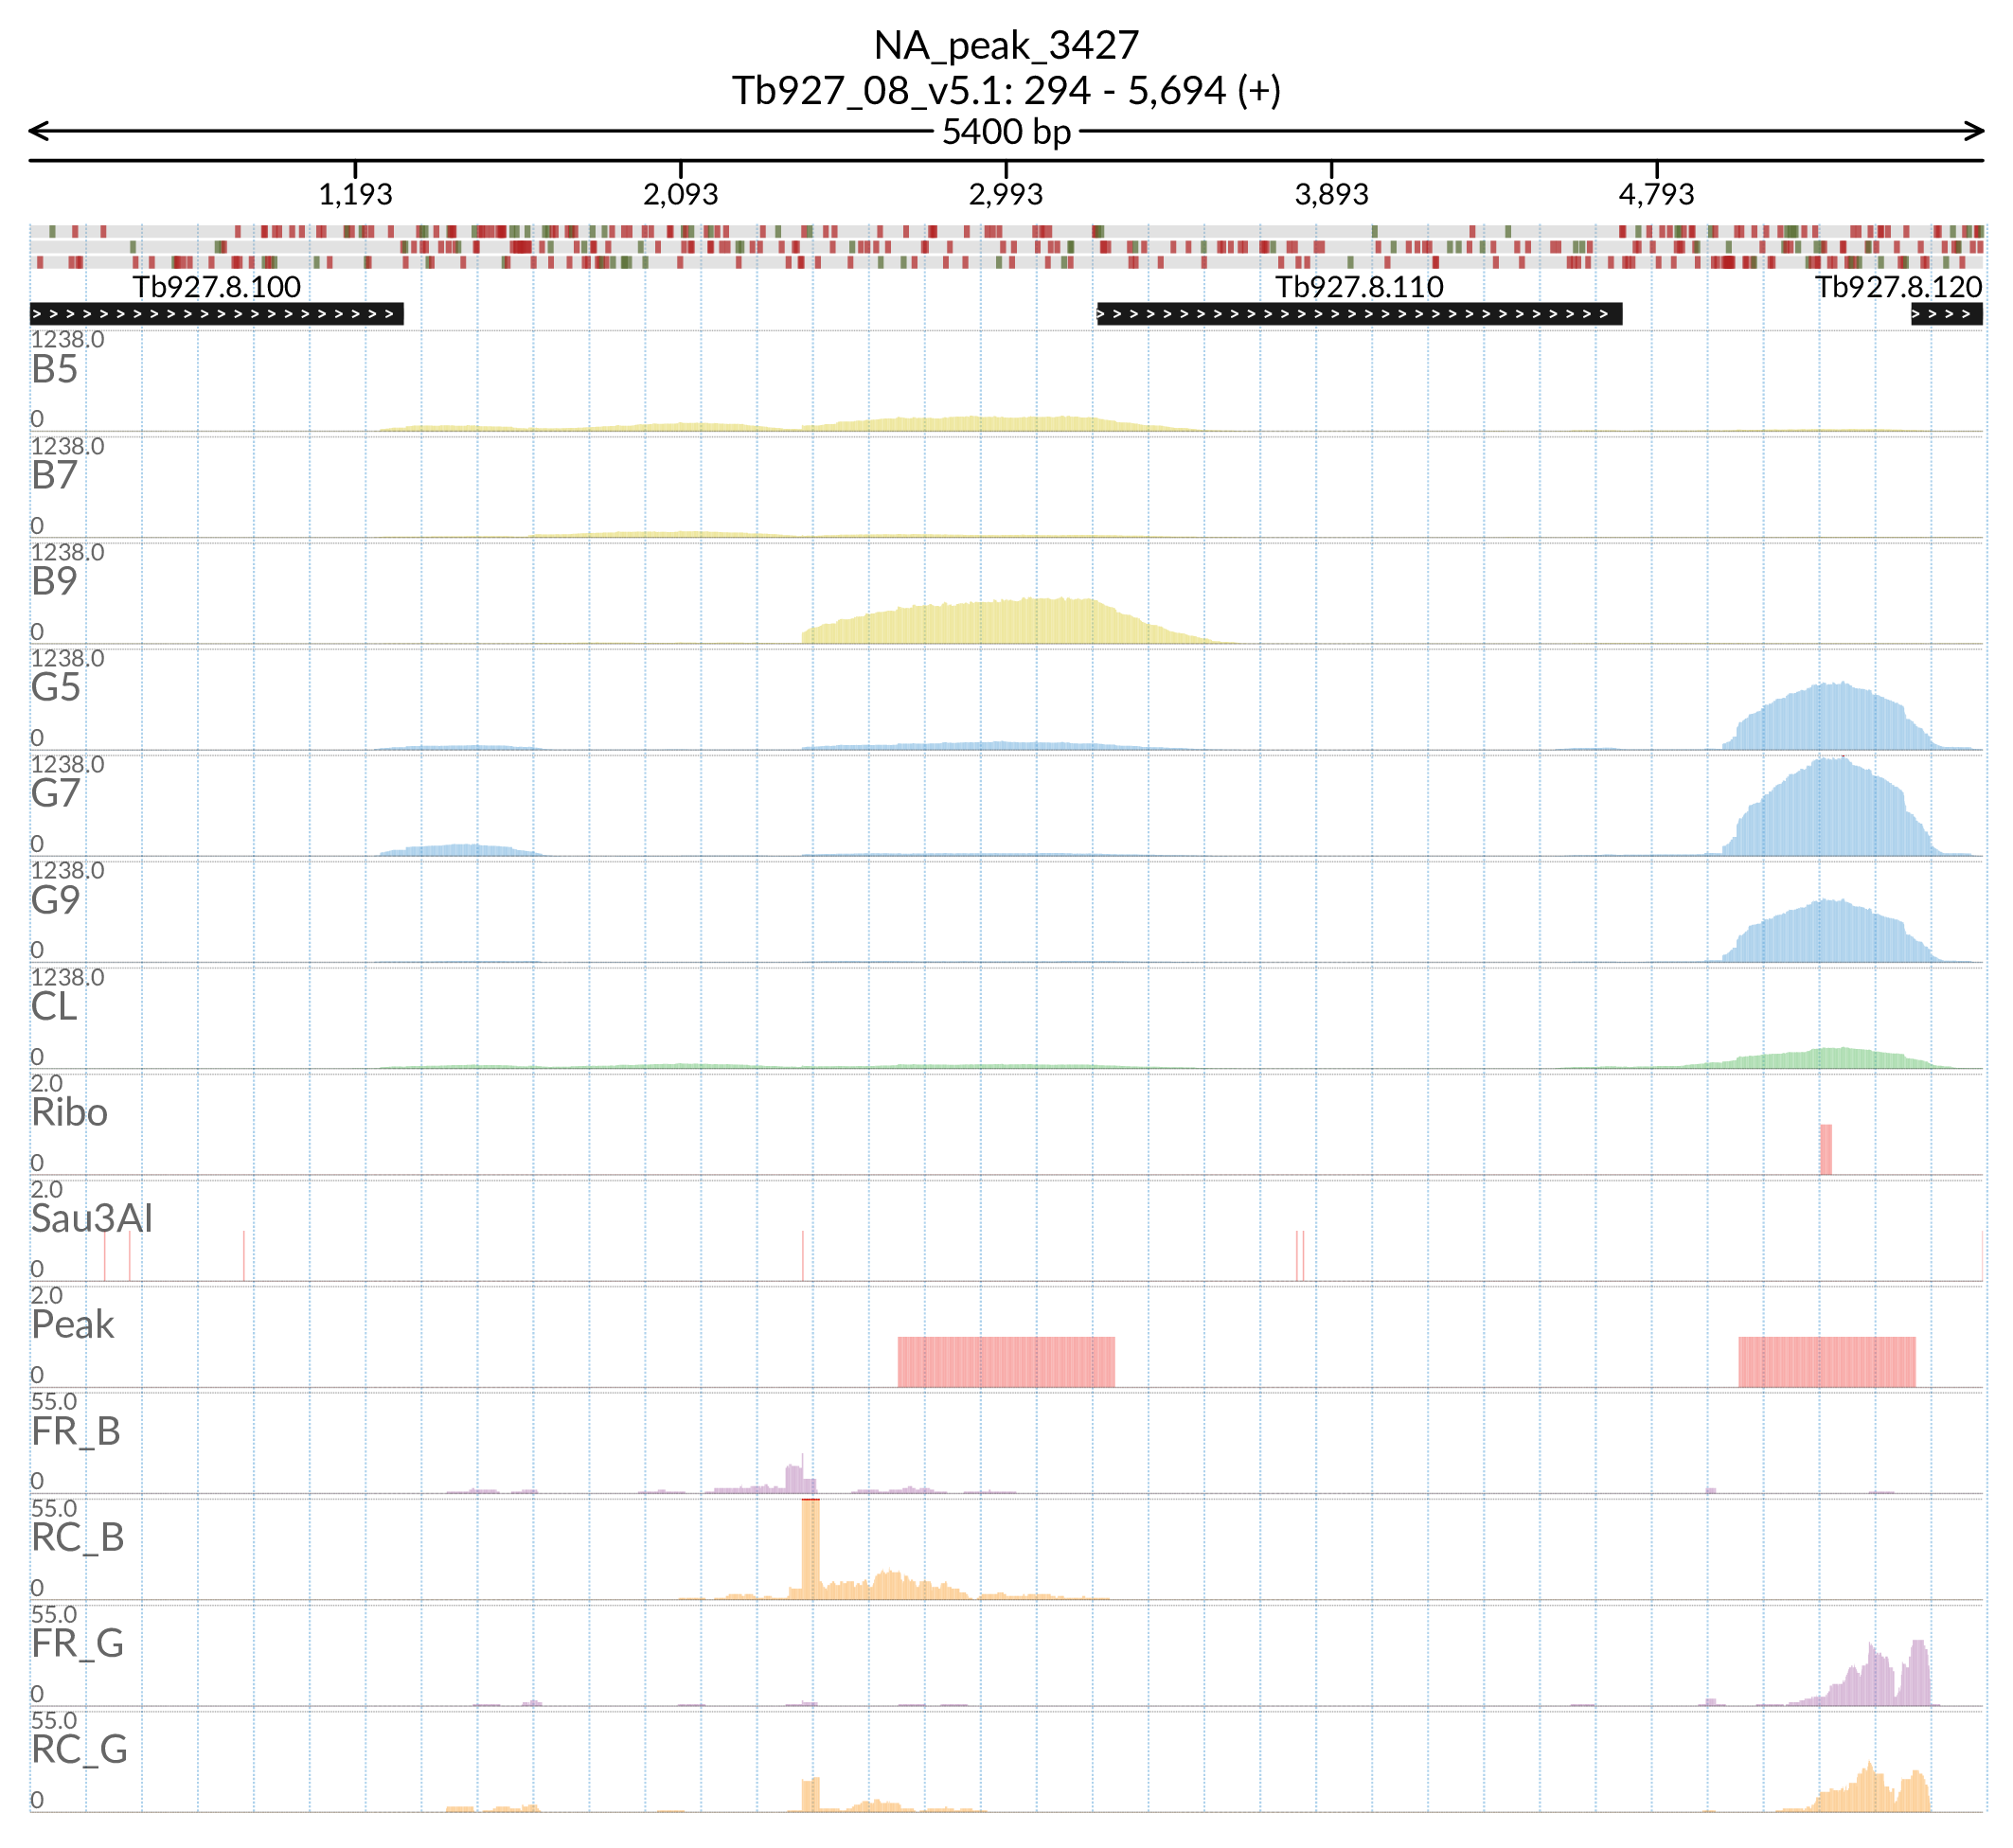 NA_peak_3427
Tb927_08_v5.1: 294 - 5,694 (+)
5400 bp
1,193 2,093 2,993 3,893 4,793
Tb927.8.100 Tb927.8.110 Tb927.8.120
1238.0
B5
0
1238.0
B7
0
1238.0
B9
0
1238.0
G5
0
1238.0
G7
0
1238.0
G9
0
1238.0
CL
0
2.0
Ribo
0
2.0
Sau3AI
0
2.0
Peak
0
55.0
FR_B
0
55.0
RC_B
0
55.0
FR_G
0
55.0
RC_G
0